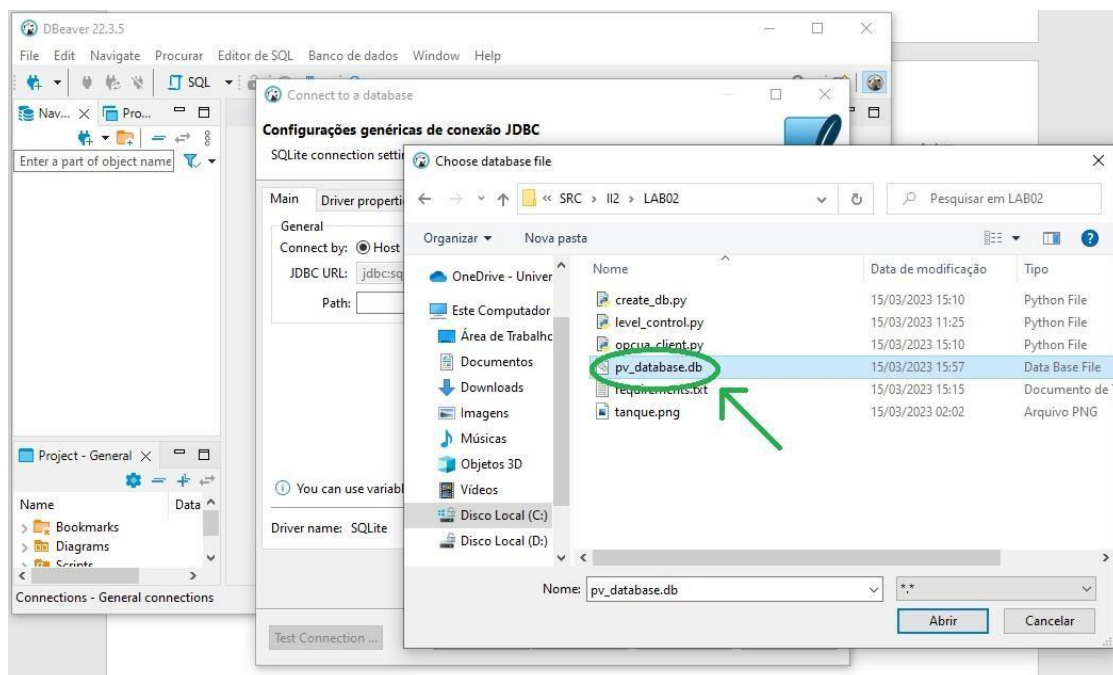 DBeaver 22.3.5
File Edit Navigate Procurar Editor de SQL Banco de dados Window Help
SQL
Nav... Pro...
Enter a part of object name
Connect to a database
Configurações genéricas de conexão JDBC
SQLite connection
Main Driver
General
Connect by: Host
JDBC URL:
Path:
You can use
Driver name: SQLite
Test Connection ...
Project - General
Name Data
Bookmarks
Diagrams
Scripts
Connections - General connections
Choose database file
« SRC › II2 › LAB02
Pesquisar em LAB02
Organizar Nova pasta
OneDrive - Univer
Este Computador
Área de Trabalho
Documentos
Downloads
Imagens
Músicas
Objetos 3D
Vídeos
Disco Local (C:)
Disco Local (D:)
Nome Data de modificação Tipo
create_db.py 15/03/2023 15:10 Python File
level_control.py 15/03/2023 11:25 Python File
opcua_client.py 15/03/2023 15:10 Python File
pv_database.db 15/03/2023 15:57 Data Base File
requirements.txt 15/03/2023 15:15 Documento de
tanque.png 15/03/2023 02:02 Arquivo PNG
Nome: pv_database.db *.*
Abrir Cancelar